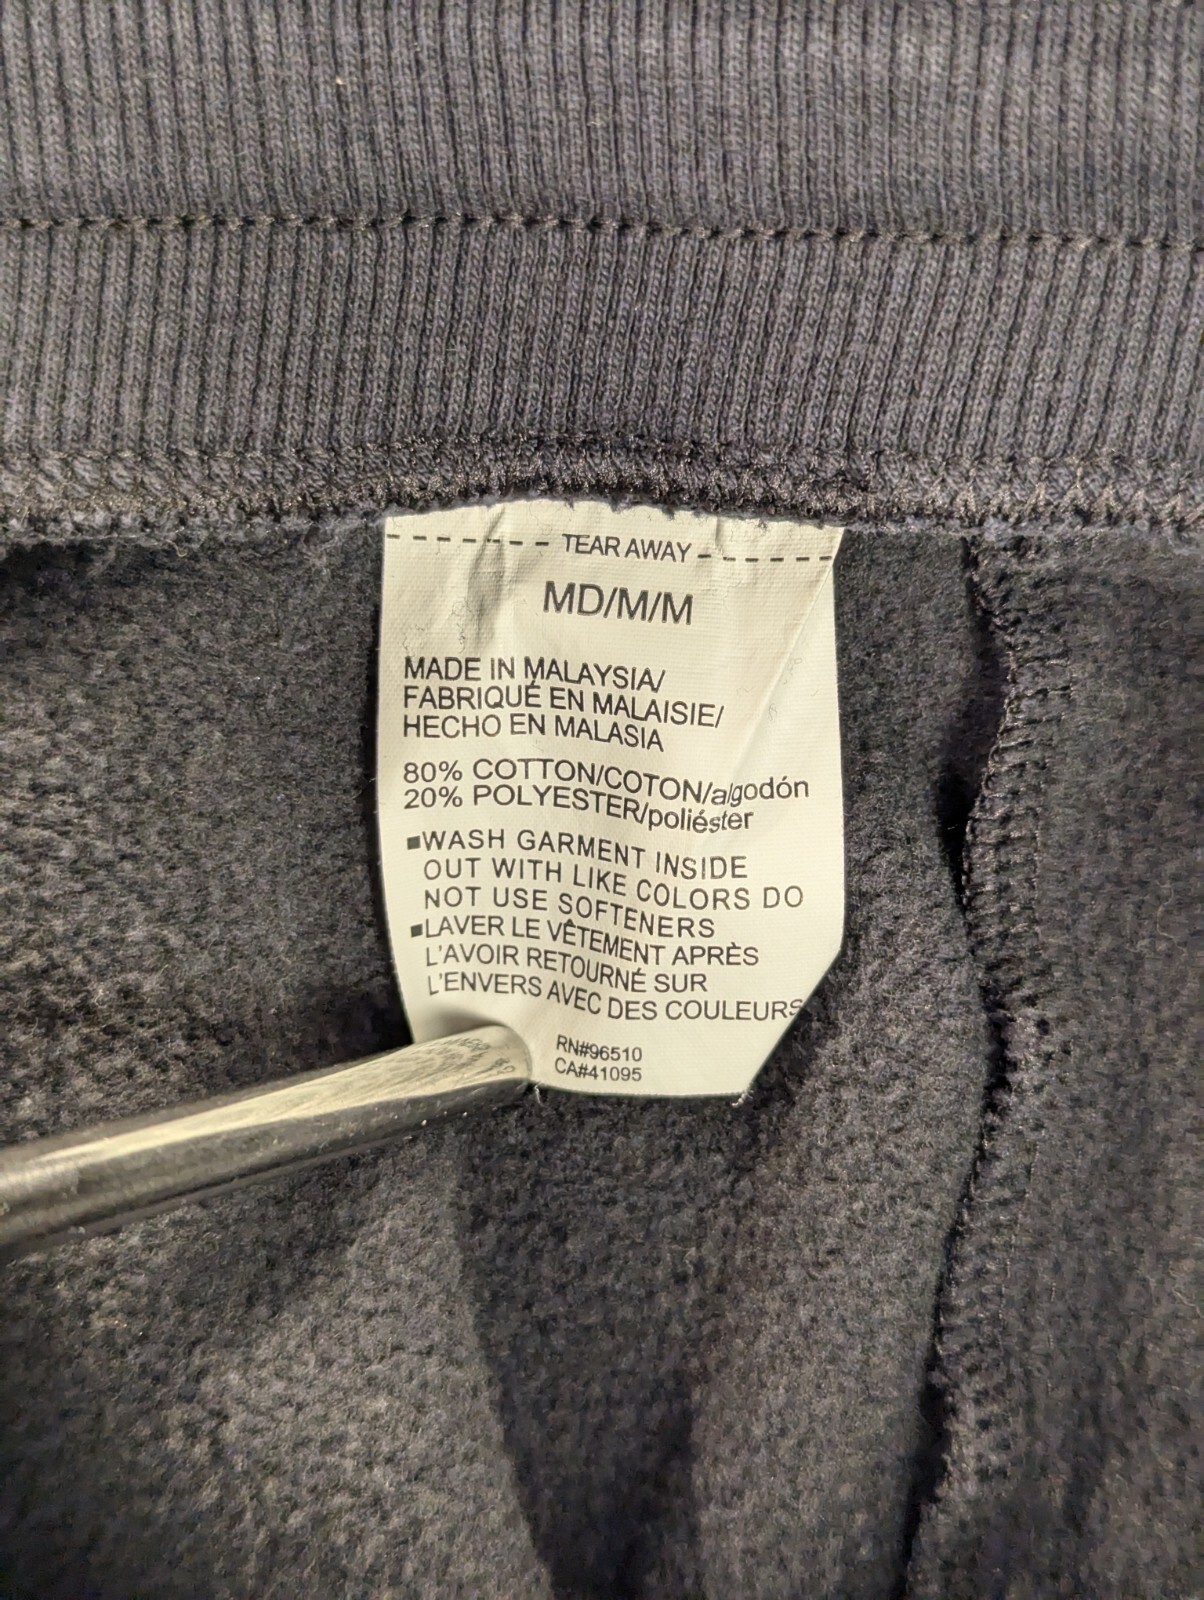 TEAR AWAY
MD/M/M
MADE IN MALAYSIA/
FABRIQUÉ EN MALAISIE/
HECHO EN MALASIA
80% COTTON/COTON/algodón
20% POLYESTER/poliéster
■WASH GARMENT INSIDE
OUT WITH LIKE COLORS DO
NOT USE SOFTENERS
■LAVER LE VÊTEMENT APRÈS
L'AVOIR RETOURNÉ SUR
L'ENVERS AVEC DES COULEURS
RN#96510
CA#41095